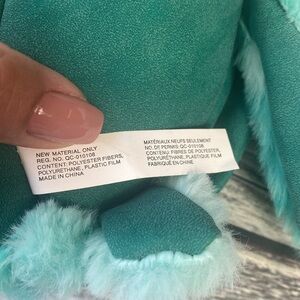 NEW MATERIAL ONLY
REG. NO. QC-010108
CONTENT: POLYESTER FIBERS,
POLYURETHANE, PLASTIC FILM
MADE IN CHINA
MATÉRIAUX NEUFS SEULEMENT
NO. DE PERMIS QC-010108
CONTENU: FIBRES DE POLYESTER,
POLYURÉTHANE, PLASTIQUE FILM
FABRIQUÉ EN CHINE